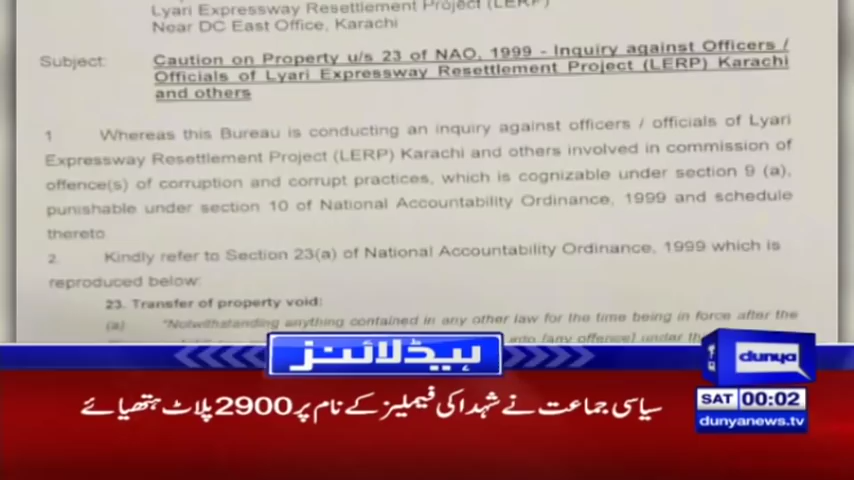 Lyari Expressway Resettlement Project (LERP)
Near DC East Office, Karachi
Subject: Caution on Property u/s 23 of NAO, 1999 - Inquiry against Officers /
Officials of Lyari Expressway Resettlement Project (LERP) Karachi
and others
1 Whereas this Bureau is conducting an inquiry against officers / officials of Lyari
Expressway Resettlement Project (LERP) Karachi and others involved in commission of
offence(s) of corruption and corrupt practices, which is cognizable under section 9 (a),
punishable under section 10 of National Accountability Ordinance, 1999 and schedule
thereto
2. Kindly refer to Section 23(a) of National Accountability Ordinance, 1999 which is
reproduced below:
23. Transfer of property void:
(a) "Notwithstanding anything contained in any other law for the time being in force after the
into [any offence] under the
ہیڈلائنز
dunya
SAT 00:02
dunyanews.tv
سیاسی جماعت نے شہدا کی فیملیز کے نام پر 2900 پلاٹ ہتھیائے